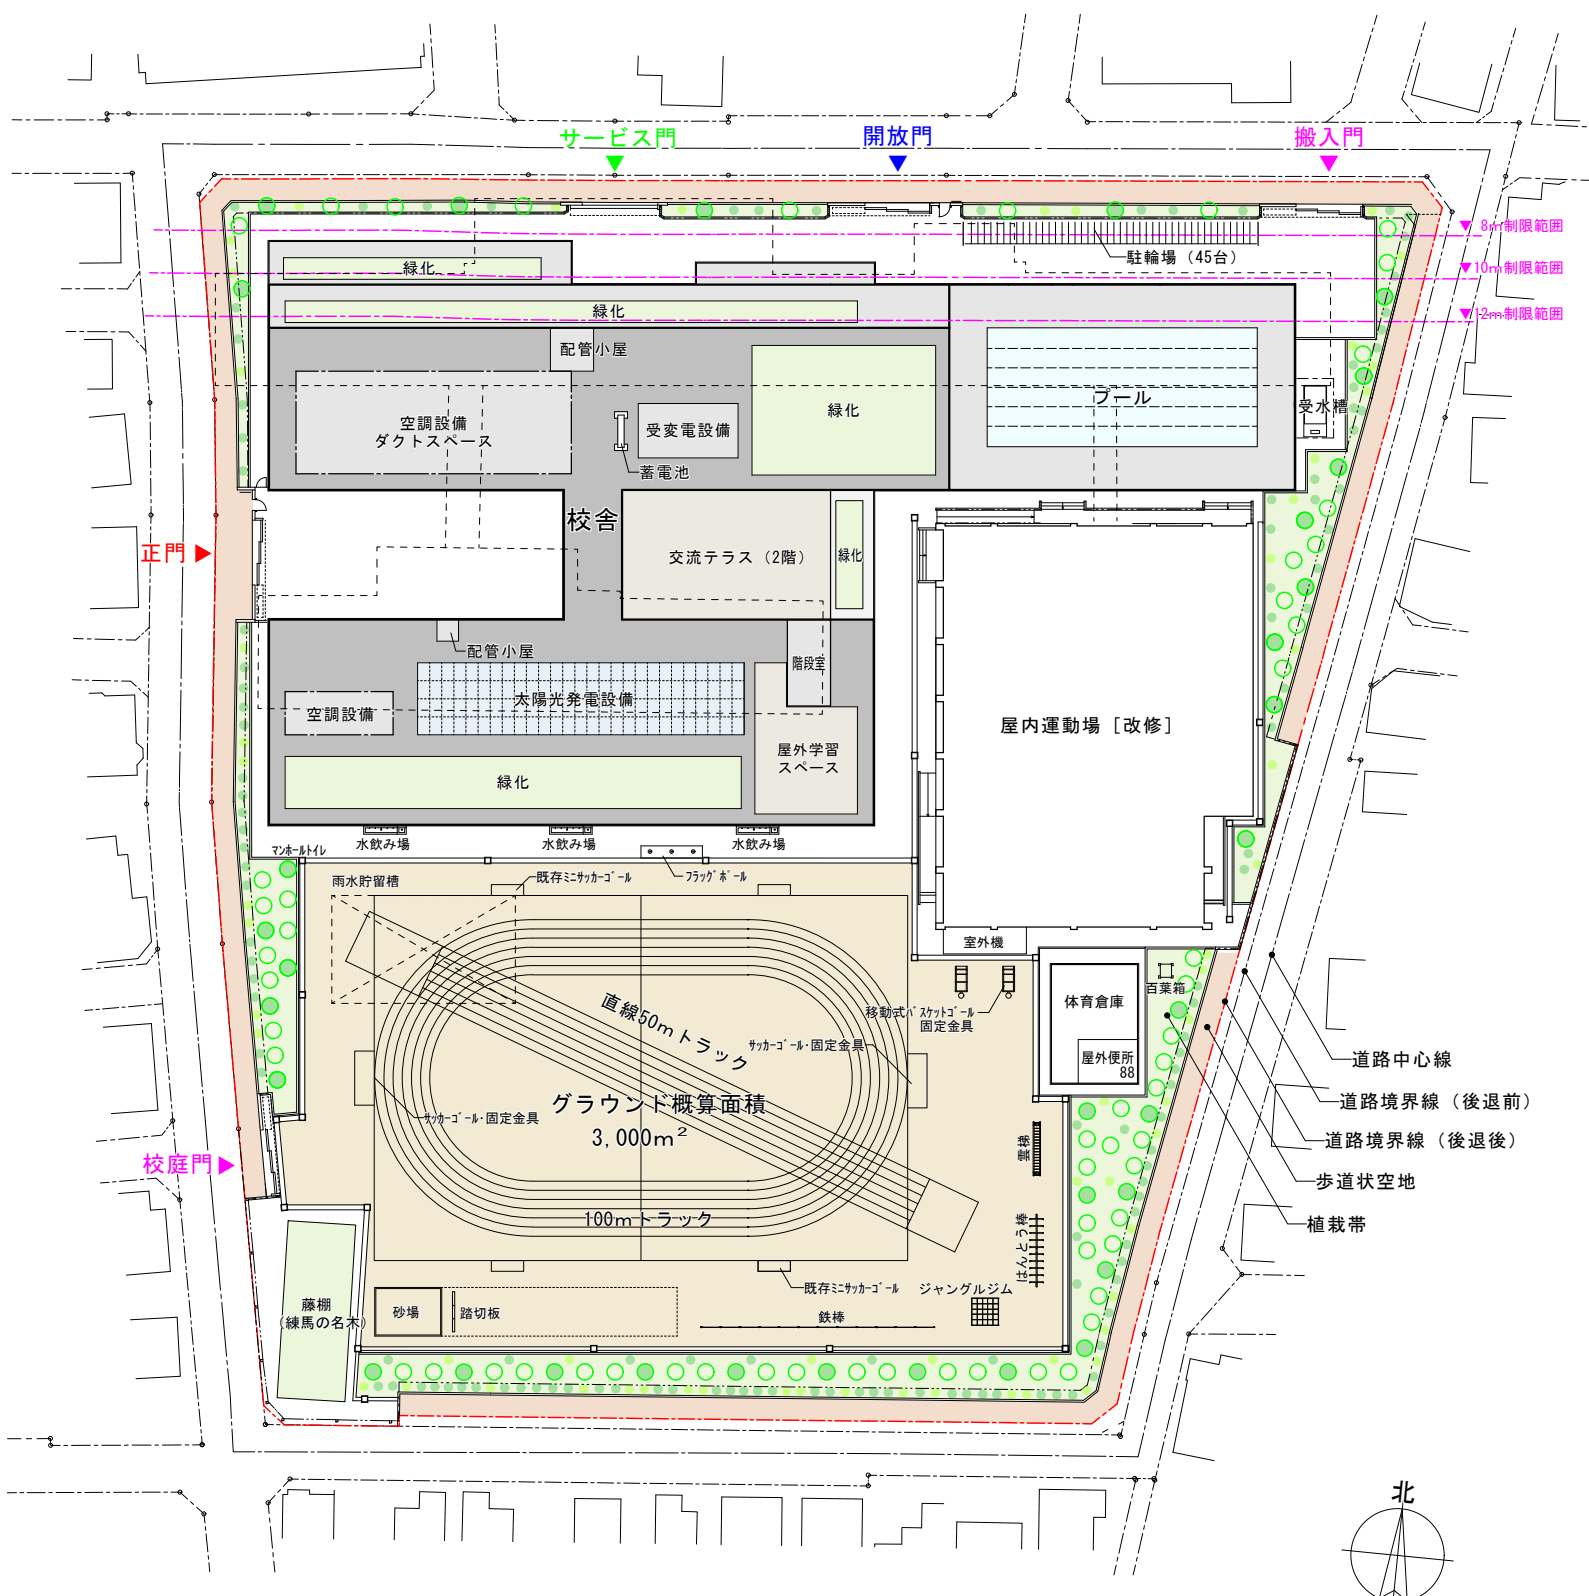 サービス門
開放門
搬入門
8m制限範囲
駐輪場（45台）
緑化
10m制限範囲
緑化
12m制限範囲
配管小屋
プール
受水槽
緑化
空調設備
ダクトスペース
受変電設備
蓄電池
校舎
正門
交流テラス（2階）
緑化
配管小屋
階段室
太陽光発電設備
空調設備
屋内運動場［改修］
屋外学習
スペース
緑化
水飲み場
水飲み場
水飲み場
マンホールトイレ
雨水貯留槽
既存ミニサッカーゴール
フラッグポール
室外機
百葉箱
体育倉庫
移動式バスケットゴール
固定金具
直線50mトラック
サッカーゴール・固定金具
屋外便所
88
道路中心線
グラウンド概算面積
3,000m²
サッカーゴール・固定金具
道路境界線（後退前）
道路境界線（後退後）
雲梯
校庭門
歩道状空地
100mトラック
はんとう棒
植栽帯
既存ミニサッカーゴール
ジャングルジム
藤棚
（練馬の名木）
砂場
踏切板
鉄棒
北